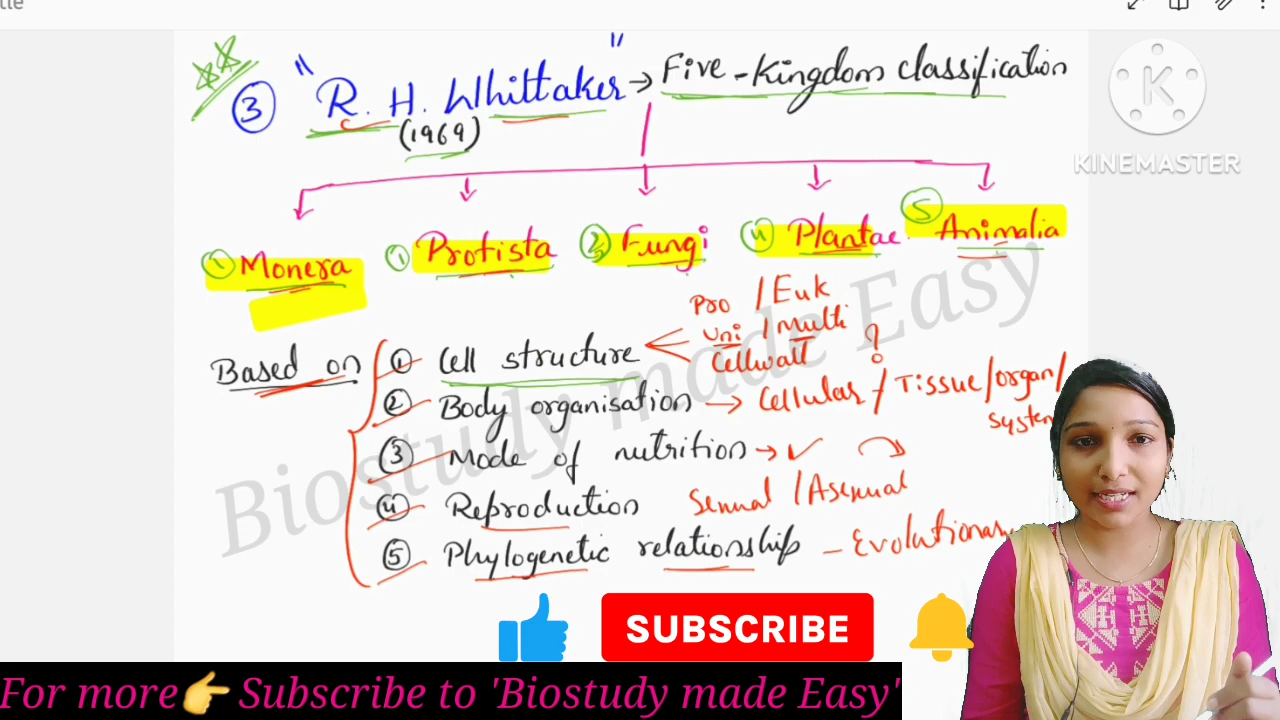 tle
③ "R. H. Whittaker" → Five-Kingdom classification
(1969)
KINEMASTER
① Monera ① Protista ③ Fungi ④ Plantae ⑤ Animalia
Pro / Euk
Uni / Multi
Based on ① Cell structure Cellwall ?
② Body organisation → Cellular / Tissue/organ/
system
③ Mode of nutrition →
④ Reproduction Sexual / Asexual
⑤ Phylogenetic relationship – Evolutionary
Biostudy made Easy
SUBSCRIBE
For more👉Subscribe to 'Biostudy made Easy'